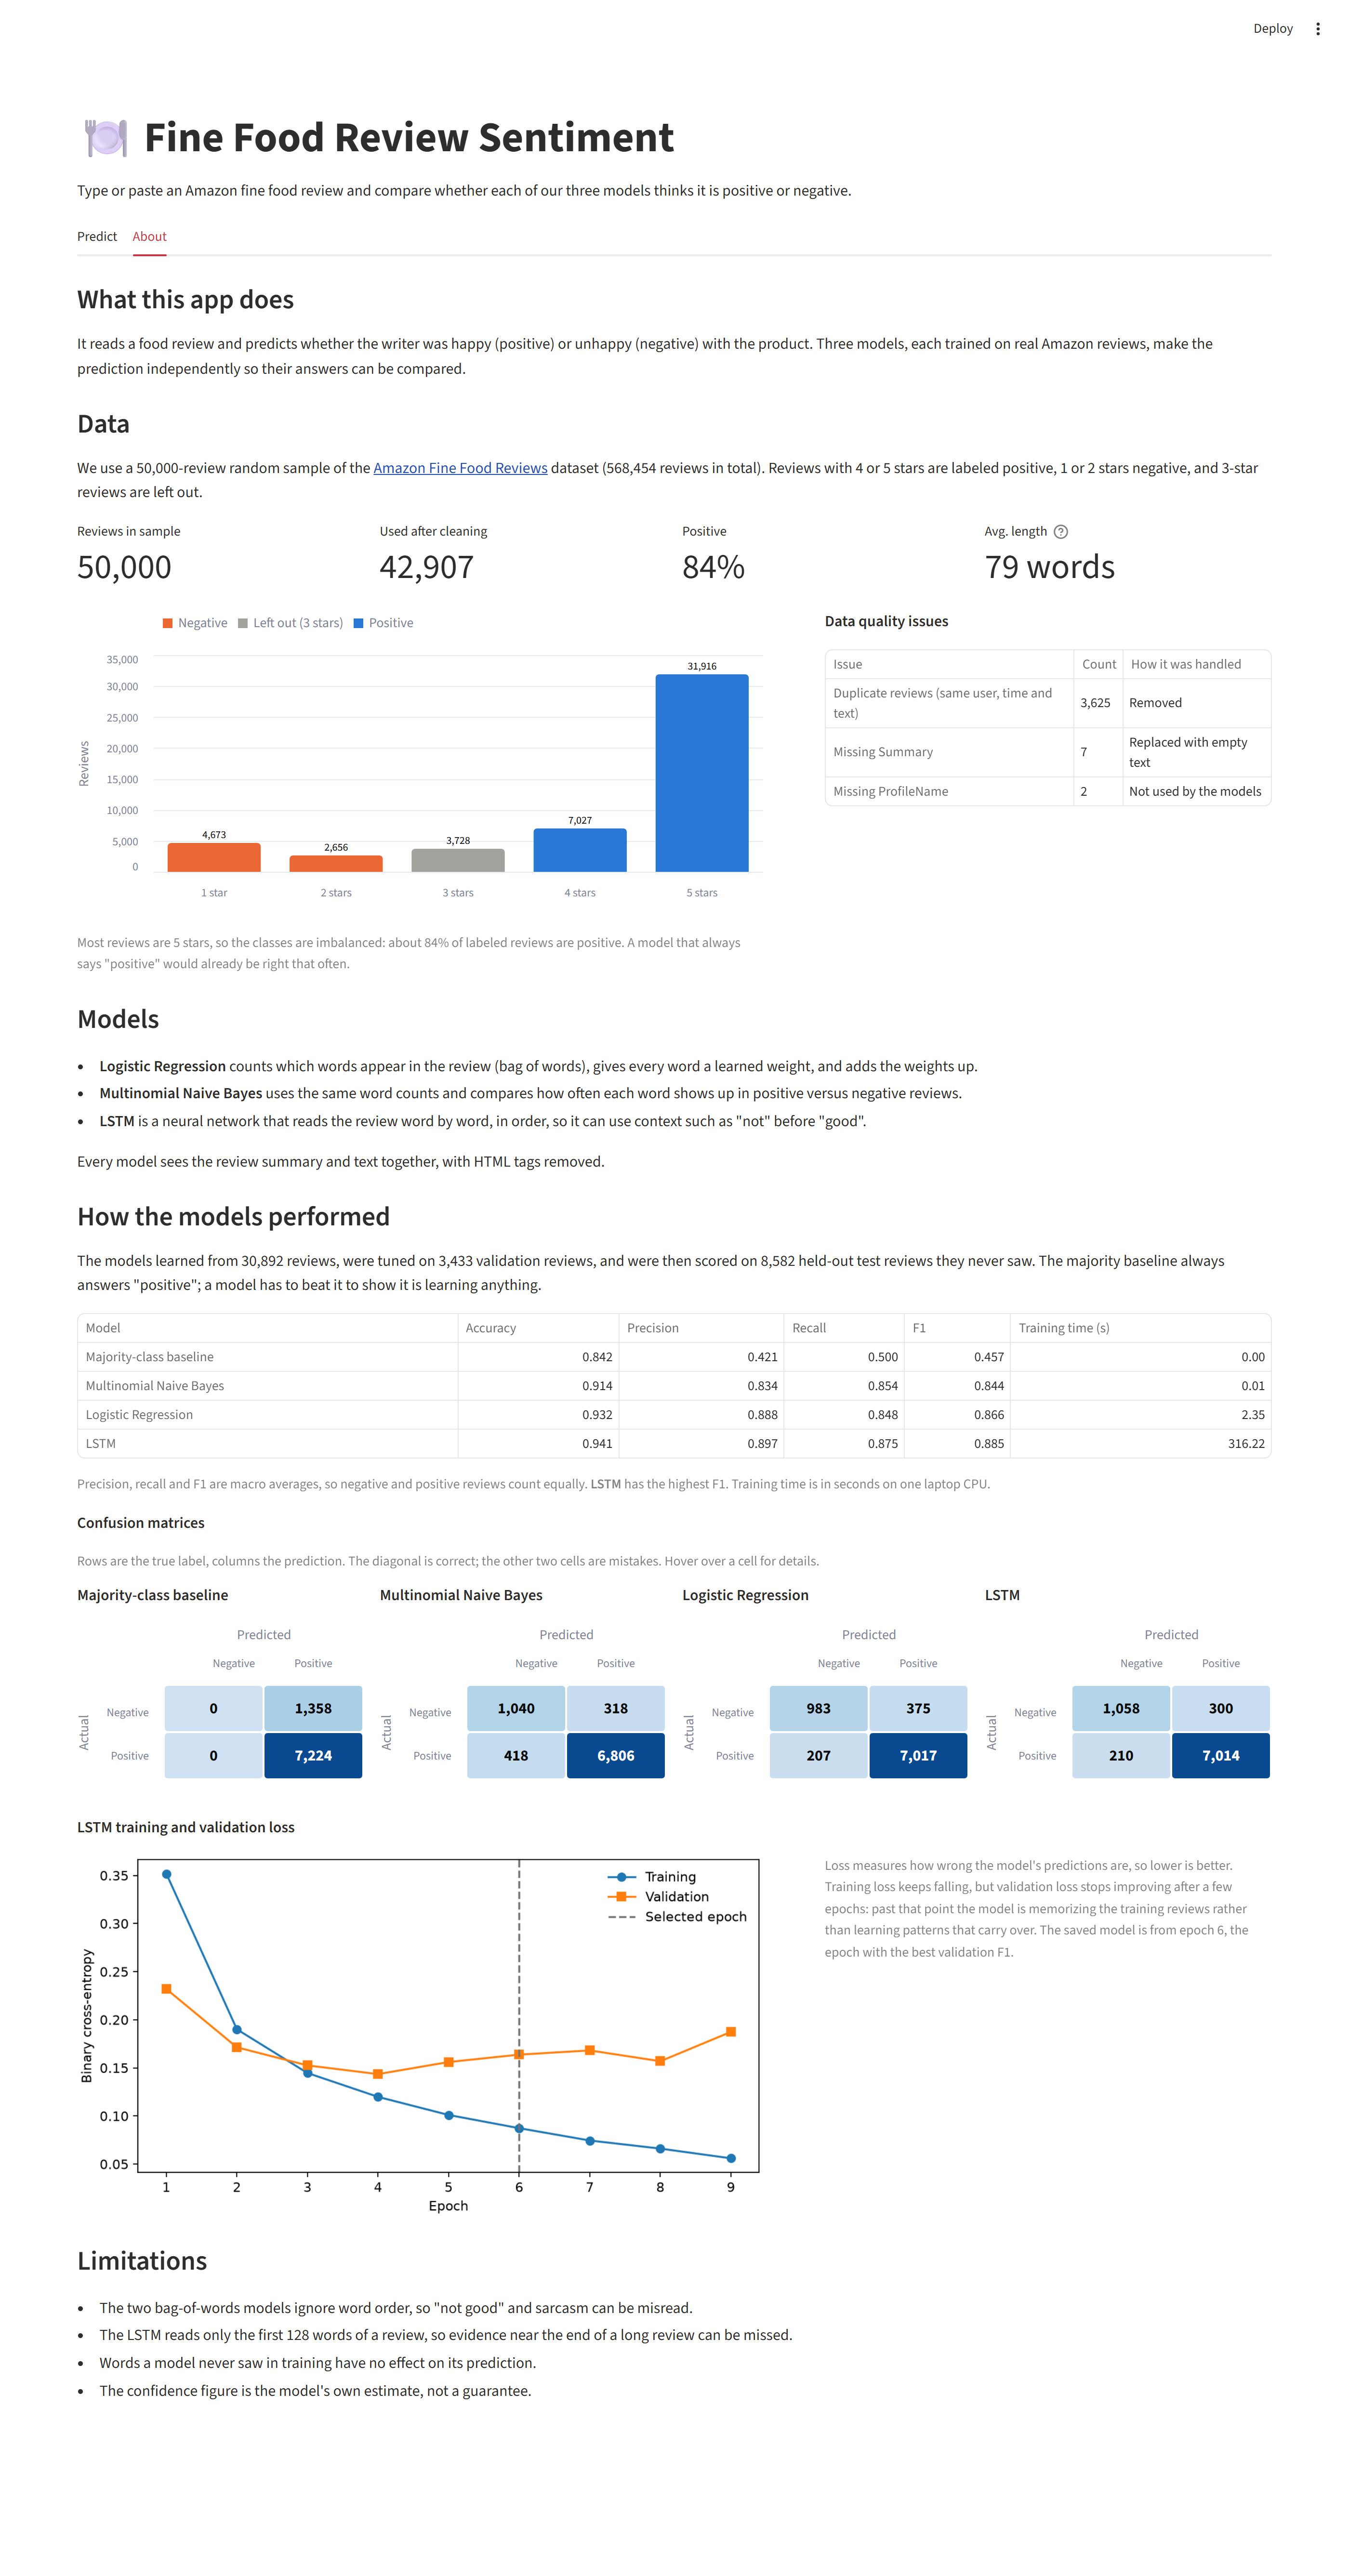 Deploy
Fine Food Review Sentiment
Type or paste an Amazon fine food review and compare whether each of our three models thinks it is positive or negative.
Predict About
What this app does
It reads a food review and predicts whether the writer was happy (positive) or unhappy (negative) with the product. Three models, each trained on real Amazon reviews, make the
prediction independently so their answers can be compared.
Data
We use a 50,000-review random sample of the Amazon Fine Food Reviews dataset (568,454 reviews in total). Reviews with 4 or 5 stars are labeled positive, 1 or 2 stars negative, and 3-star
reviews are left out.
Reviews in sample Used after cleaning Positive Avg. length ?
50,000 42,907 84% 79 words
Negative Left out (3 stars) Positive
Reviews
35,000
30,000
25,000
20,000
15,000
10,000
5,000
0
4,673 2,656 3,728 7,027 31,916
1 star 2 stars 3 stars 4 stars 5 stars
Most reviews are 5 stars, so the classes are imbalanced: about 84% of labeled reviews are positive. A model that always
says "positive" would already be right that often.
Data quality issues
Issue Count How it was handled
Duplicate reviews (same user, time and
text) 3,625 Removed
Missing Summary 7 Replaced with empty
text
Missing ProfileName 2 Not used by the models
Models
• Logistic Regression counts which words appear in the review (bag of words), gives every word a learned weight, and adds the weights up.
• Multinomial Naive Bayes uses the same word counts and compares how often each word shows up in positive versus negative reviews.
• LSTM is a neural network that reads the review word by word, in order, so it can use context such as "not" before "good".
Every model sees the review summary and text together, with HTML tags removed.
How the models performed
The models learned from 30,892 reviews, were tuned on 3,433 validation reviews, and were then scored on 8,582 held-out test reviews they never saw. The majority baseline always
answers "positive"; a model has to beat it to show it is learning anything.
Model Accuracy Precision Recall F1 Training time (s)
Majority-class baseline 0.842 0.421 0.500 0.457 0.00
Multinomial Naive Bayes 0.914 0.834 0.854 0.844 0.01
Logistic Regression 0.932 0.888 0.848 0.866 2.35
LSTM 0.941 0.897 0.875 0.885 316.22
Precision, recall and F1 are macro averages, so negative and positive reviews count equally. LSTM has the highest F1. Training time is in seconds on one laptop CPU.
Confusion matrices
Rows are the true label, columns the prediction. The diagonal is correct; the other two cells are mistakes. Hover over a cell for details.
Majority-class baseline
Predicted
Negative Positive
Actual
Negative 0 1,358
Positive 0 7,224
Multinomial Naive Bayes
Predicted
Negative Positive
Actual
Negative 1,040 318
Positive 418 6,806
Logistic Regression
Predicted
Negative Positive
Actual
Negative 983 375
Positive 207 7,017
LSTM
Predicted
Negative Positive
Actual
Negative 1,058 300
Positive 210 7,014
LSTM training and validation loss
Binary cross-entropy
0.35
0.30
0.25
0.20
0.15
0.10
0.05
Training
Validation
Selected epoch
1 2 3 4 5 6 7 8 9
Epoch
Loss measures how wrong the model's predictions are, so lower is better.
Training loss keeps falling, but validation loss stops improving after a few
epochs: past that point the model is memorizing the training reviews rather
than learning patterns that carry over. The saved model is from epoch 6, the
epoch with the best validation F1.
Limitations
• The two bag-of-words models ignore word order, so "not good" and sarcasm can be misread.
• The LSTM reads only the first 128 words of a review, so evidence near the end of a long review can be missed.
• Words a model never saw in training have no effect on its prediction.
• The confidence figure is the model's own estimate, not a guarantee.